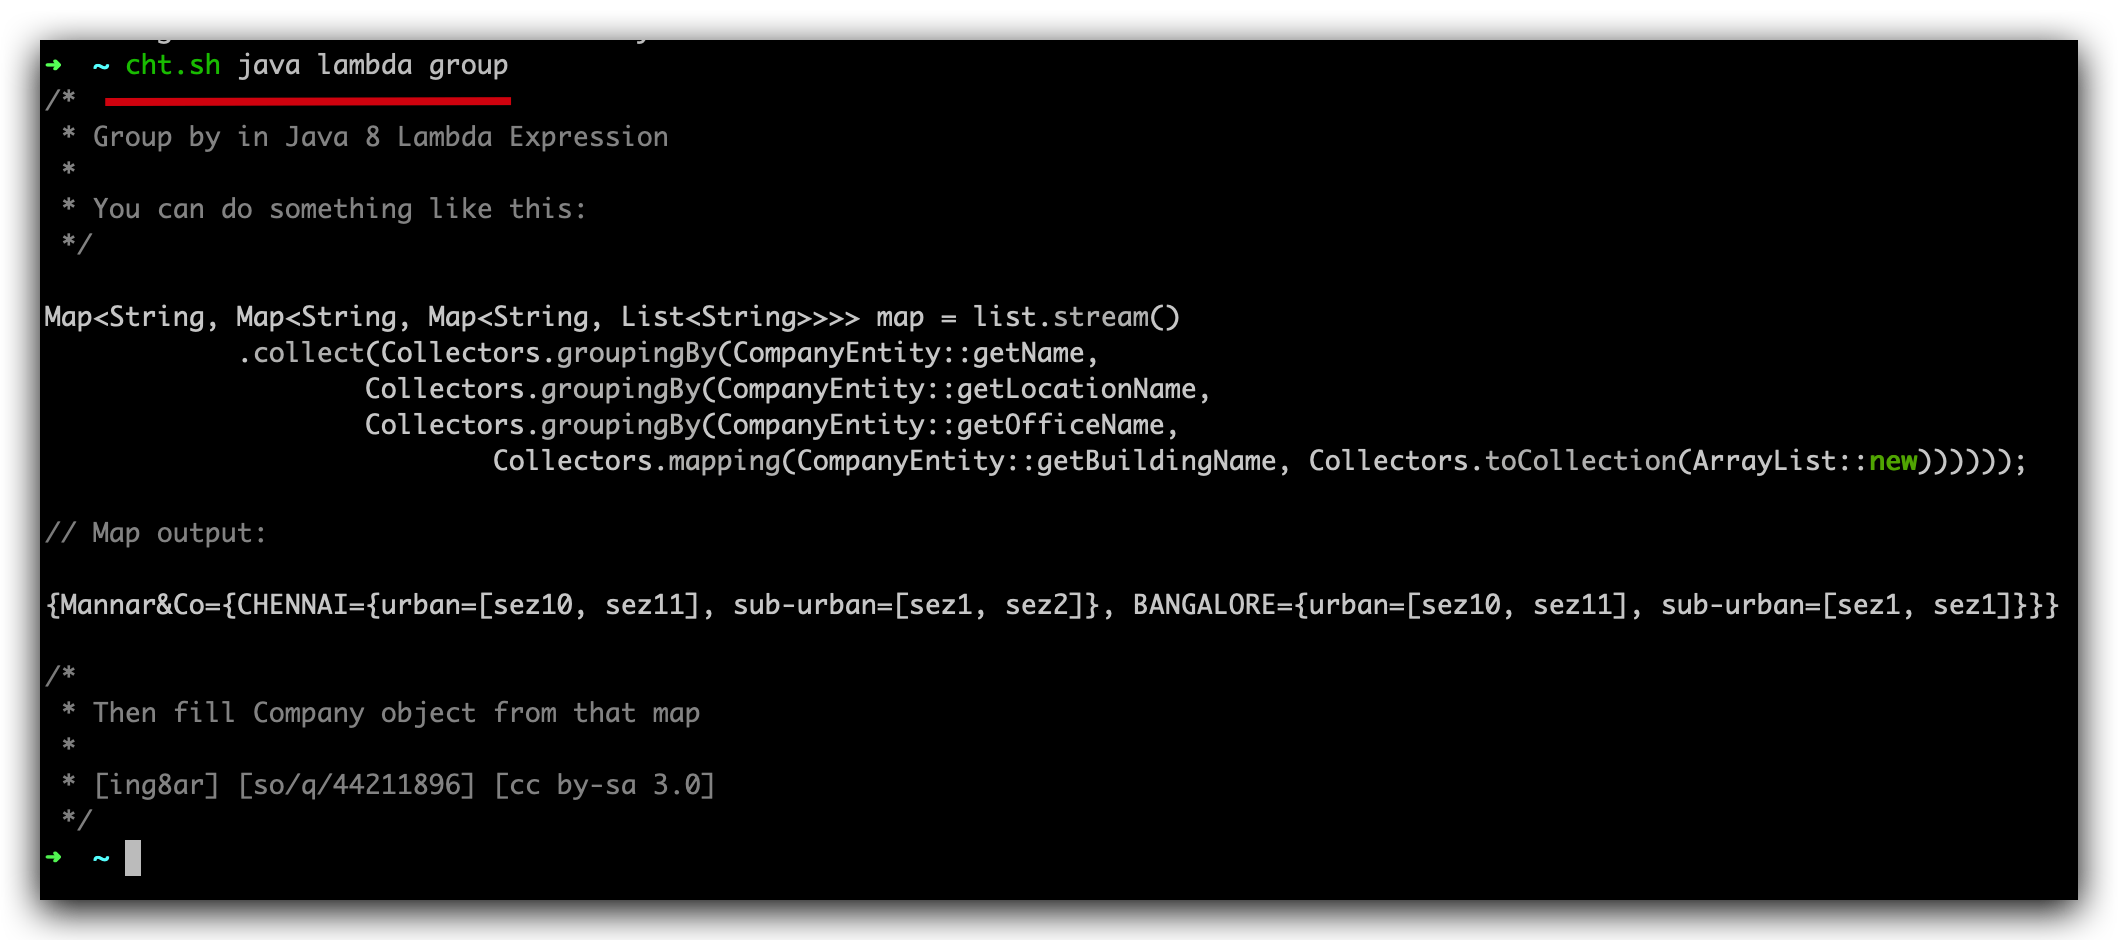 ➜ ~ cht.sh java lambda group
/*
 * Group by in Java 8 Lambda Expression
 *
 * You can do something like this:
 */
Map<String, Map<String, Map<String, List<String>>>> map = list.stream()
            .collect(Collectors.groupingBy(CompanyEntity::getName,
                    Collectors.groupingBy(CompanyEntity::getLocationName,
                    Collectors.groupingBy(CompanyEntity::getOfficeName,
                            Collectors.mapping(CompanyEntity::getBuildingName, Collectors.toCollection(ArrayList::new))))));
// Map output:
{Mannar&Co={CHENNAI={urban=[sez10, sez11], sub-urban=[sez1, sez2]}, BANGALORE={urban=[sez10, sez11], sub-urban=[sez1, sez1]}}}
/*
 * Then fill Company object from that map
 *
 * [ing8ar] [so/q/44211896] [cc by-sa 3.0]
 */
➜ ~